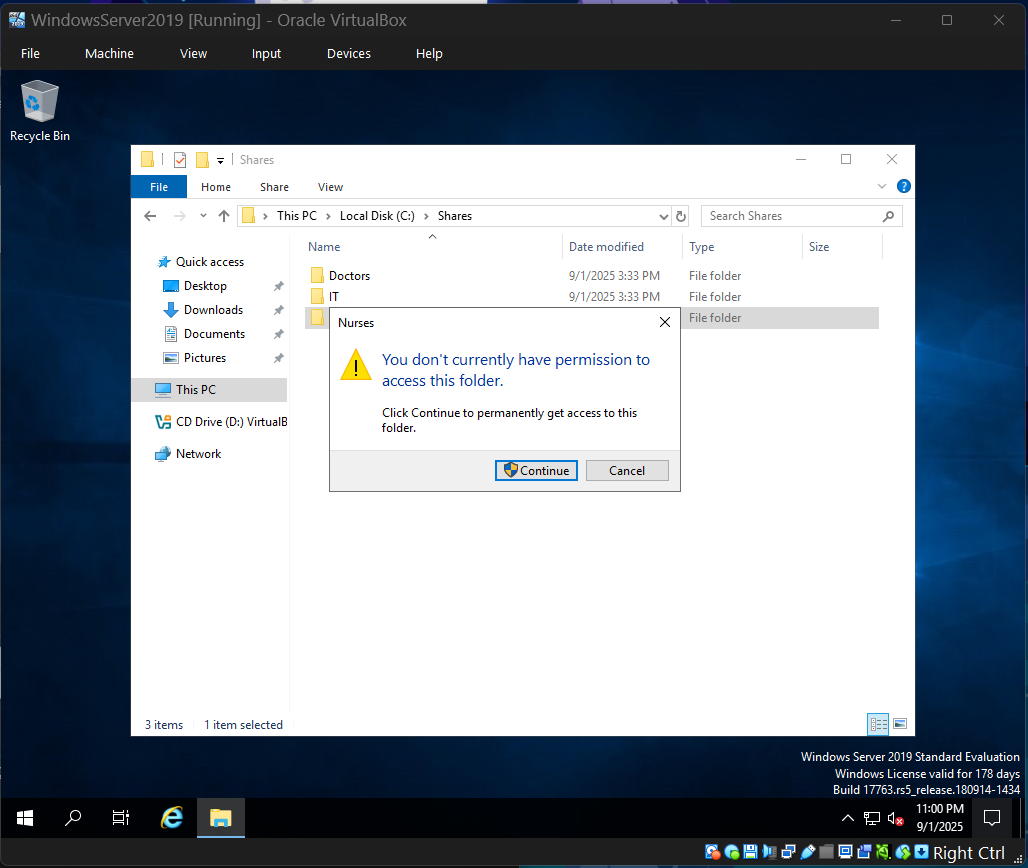 WindowsServer2019 [Running] - Oracle VirtualBox
File Machine View Input Devices Help
Recycle Bin
Shares
File Home Share View
This PC Local Disk (C:) Shares
Search Shares
Name Date modified Type Size
Quick access
Desktop
Downloads
Documents
Pictures
This PC
CD Drive (D:) VirtualB
Network
Doctors 9/1/2025 3:33 PM File folder
IT 9/1/2025 3:33 PM File folder
File folder
Nurses
You don't currently have permission to
access this folder.
Click Continue to permanently get access to this
folder.
Continue Cancel
3 items 1 item selected
Windows Server 2019 Standard Evaluation
Windows License valid for 178 days
Build 17763.rs5_release.180914-1434
11:00 PM
9/1/2025
Right Ctrl